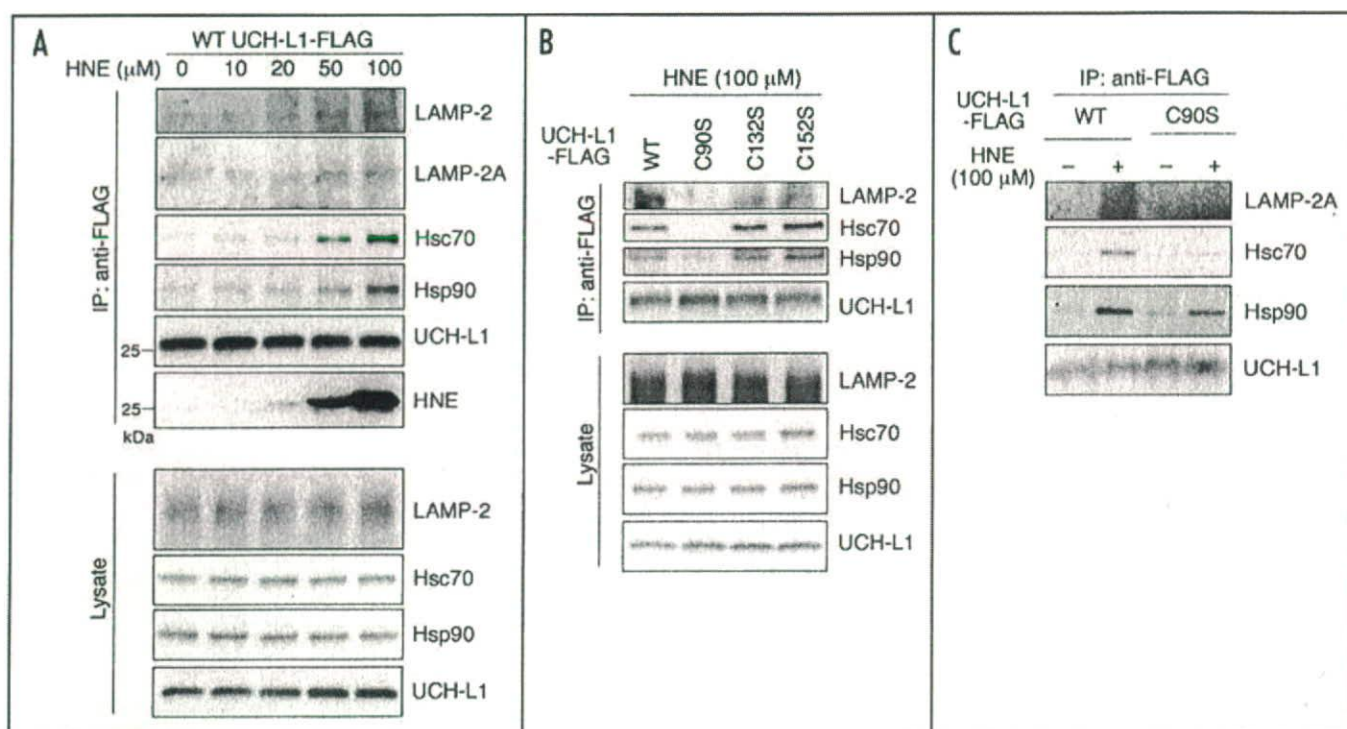 A
WT UCH-L1-FLAG
HNE (μM) 0 10 20 50 100
IP: anti-FLAG
LAMP-2
LAMP-2A
Hsc70
Hsp90
25
UCH-L1
25
HNE
kDa
Lysate
LAMP-2
Hsc70
Hsp90
UCH-L1
B
HNE (100 μM)
UCH-L1
-FLAG
WT
C90S
C132S
C152S
IP: anti-FLAG
LAMP-2
Hsc70
Hsp90
UCH-L1
Lysate
LAMP-2
Hsc70
Hsp90
UCH-L1
C
IP: anti-FLAG
UCH-L1
-FLAG
WT C90S
HNE
(100 μM)
– + – +
LAMP-2A
Hsc70
Hsp90
UCH-L1